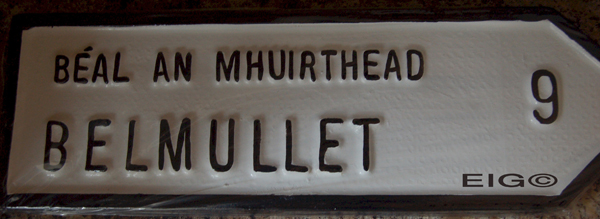 BÉAL AN MHUIRTHEAD
BELMULLET
9
EIG©